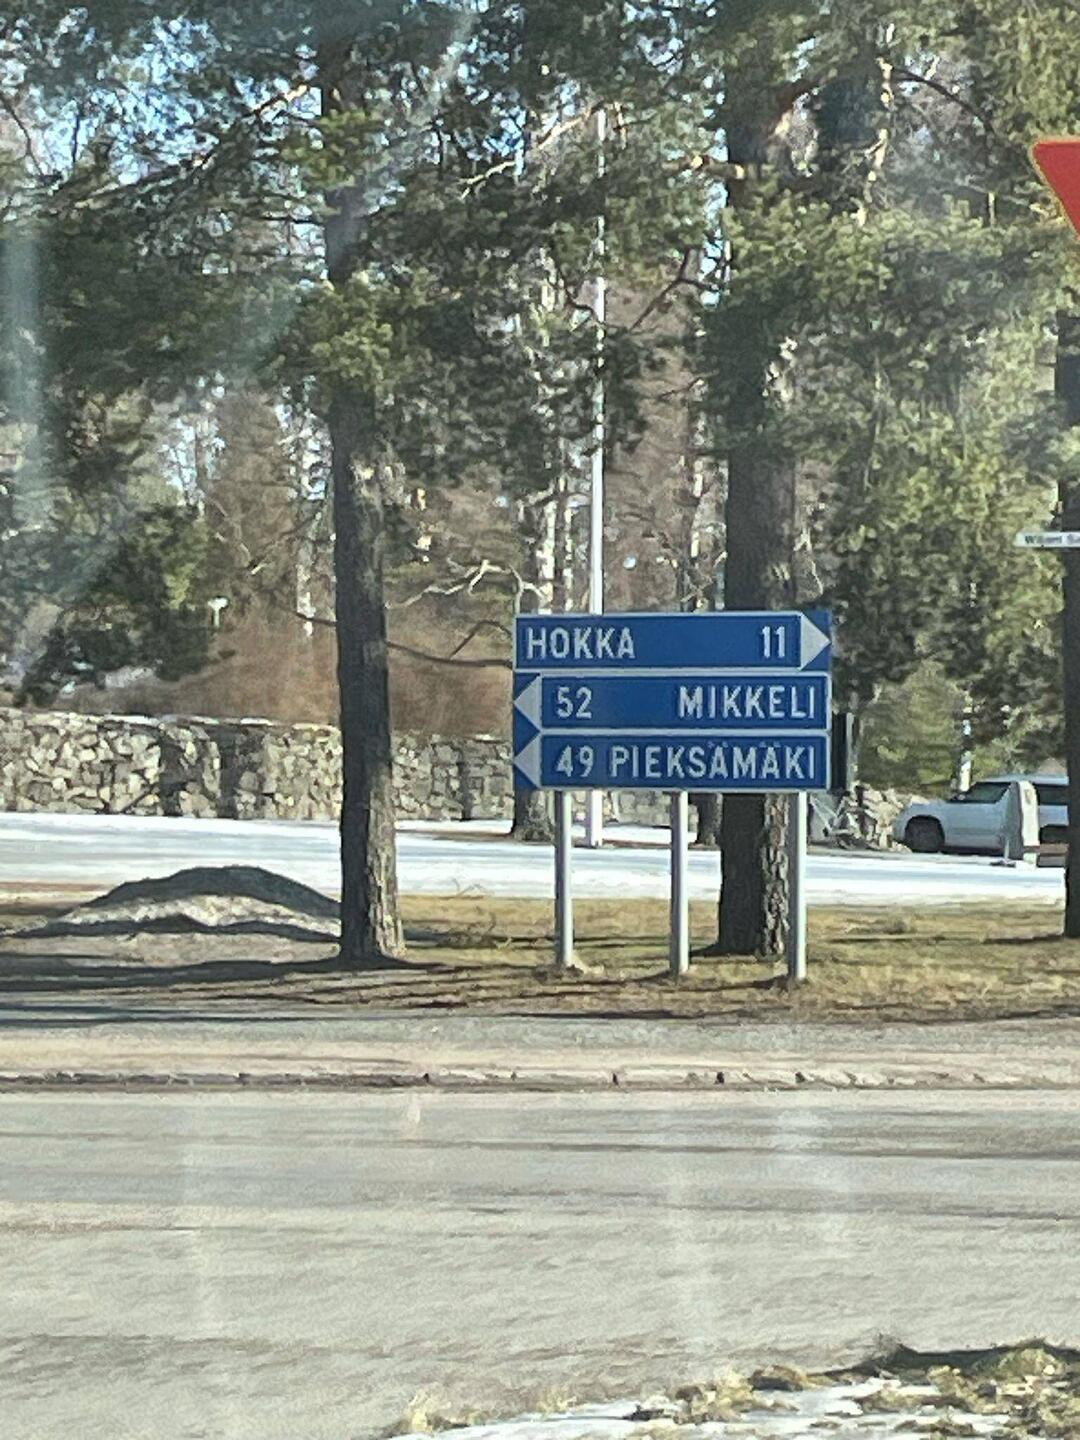 HOKKA 11
52 MIKKELI
49 PIEKSÄMÄKI